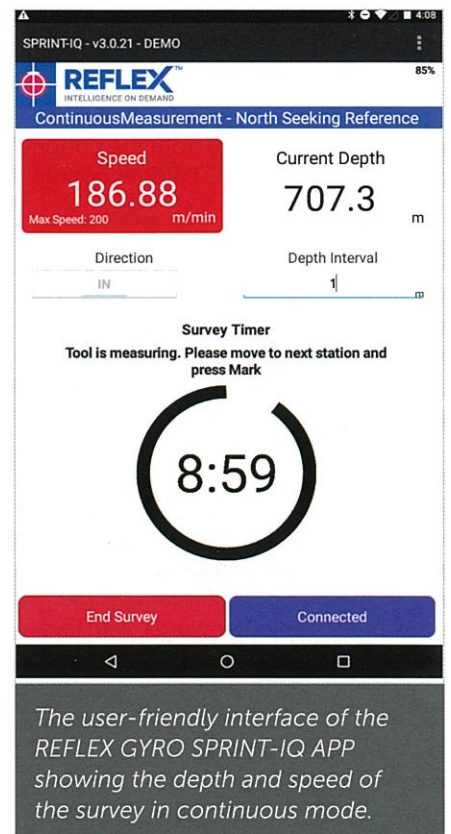 4:08
SPRINT-IQ - v3.0.21 - DEMO
85%
REFLEX™
INTELLIGENCE ON DEMAND
ContinuousMeasurement - North Seeking Reference
Speed
186.88
Max Speed: 200 m/min
Current Depth
707.3
m
Direction
IN
Depth Interval
1
m
Survey Timer
Tool is measuring. Please move to next station and
press Mark
8:59
End Survey
Connected
The user-friendly interface of the
REFLEX GYRO SPRINT-IQ APP
showing the depth and speed of
the survey in continuous mode.